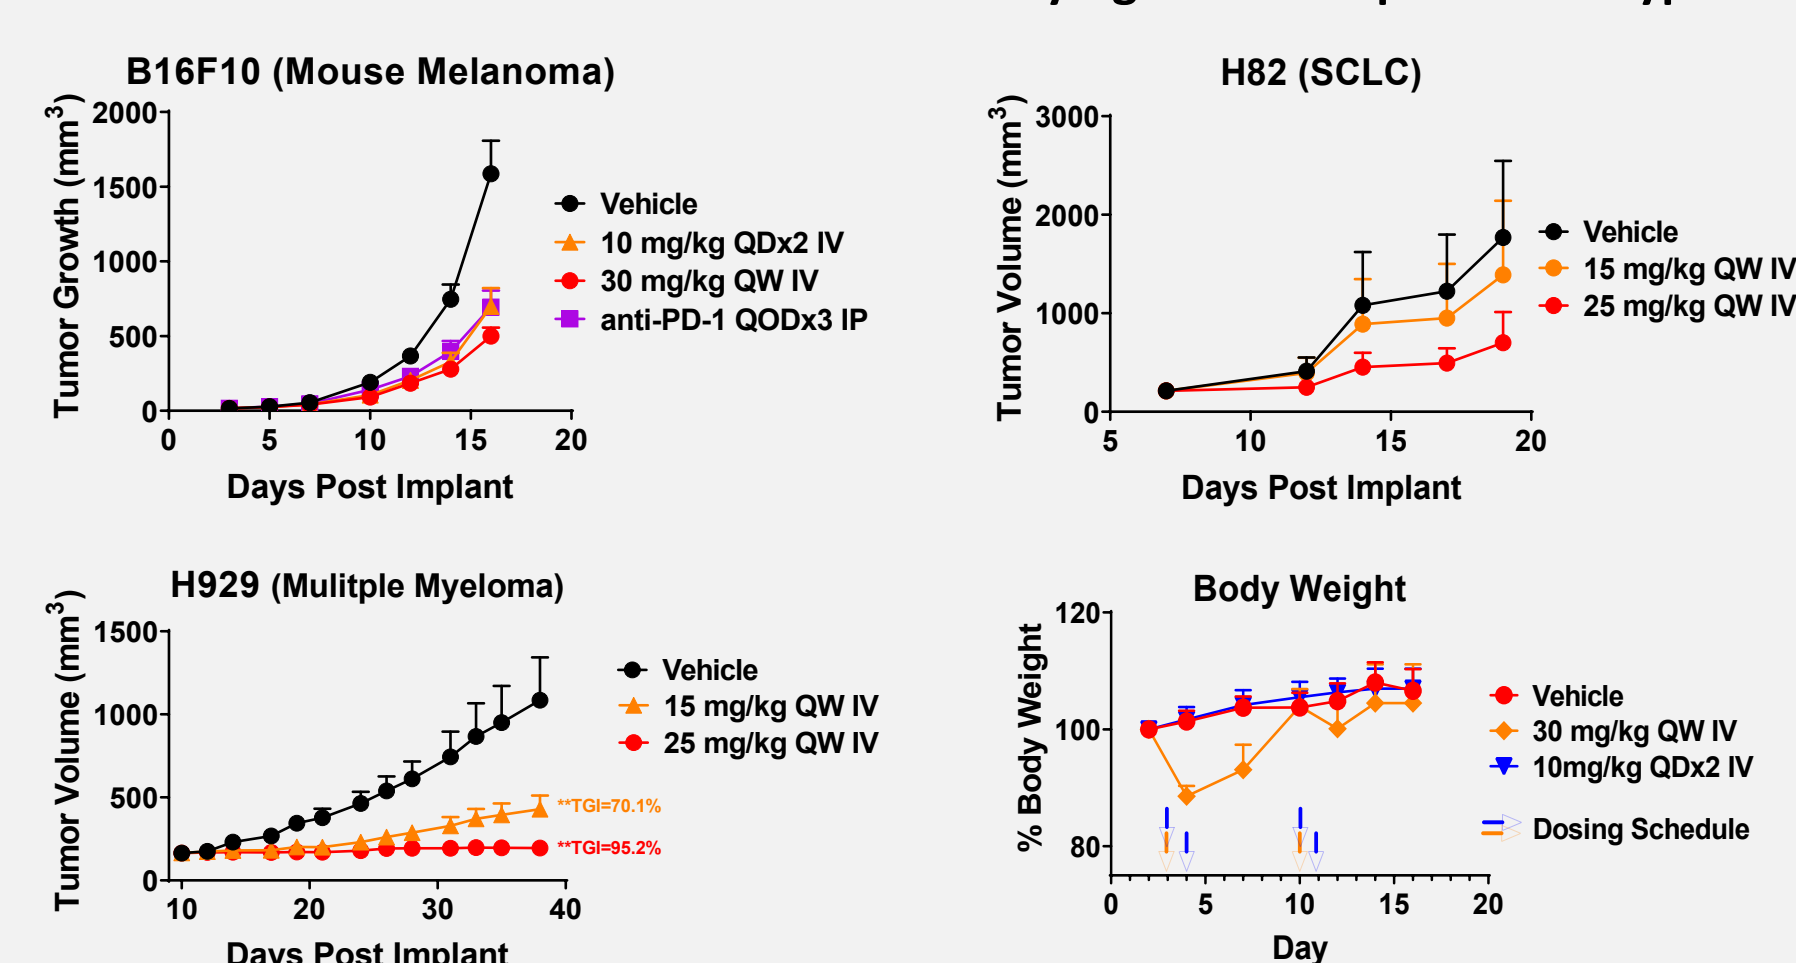 B16F10 (Mouse Melanoma)
Tumor Growth (mm³)
2000
1500
1000
500
0
0 5 10 15 20
Days Post Implant
Vehicle
10 mg/kg QDx2 IV
30 mg/kg QW IV
anti-PD-1 QODx3 IP
H82 (SCLC)
Tumor Volume (mm³)
3000
2000
1000
0
5 10 15 20
Days Post Implant
Vehicle
15 mg/kg QW IV
25 mg/kg QW IV
H929 (Mulitple Myeloma)
Tumor Volume (mm³)
1500
1000
500
0
10 20 30 40
Days Post Implant
Vehicle
15 mg/kg QW IV
25 mg/kg QW IV
**TGI=70.1%
**TGI=95.2%
Body Weight
% Body Weight
120
100
80
0 5 10 15 20
Day
Vehicle
30 mg/kg QW IV
10mg/kg QDx2 IV
Dosing Schedule